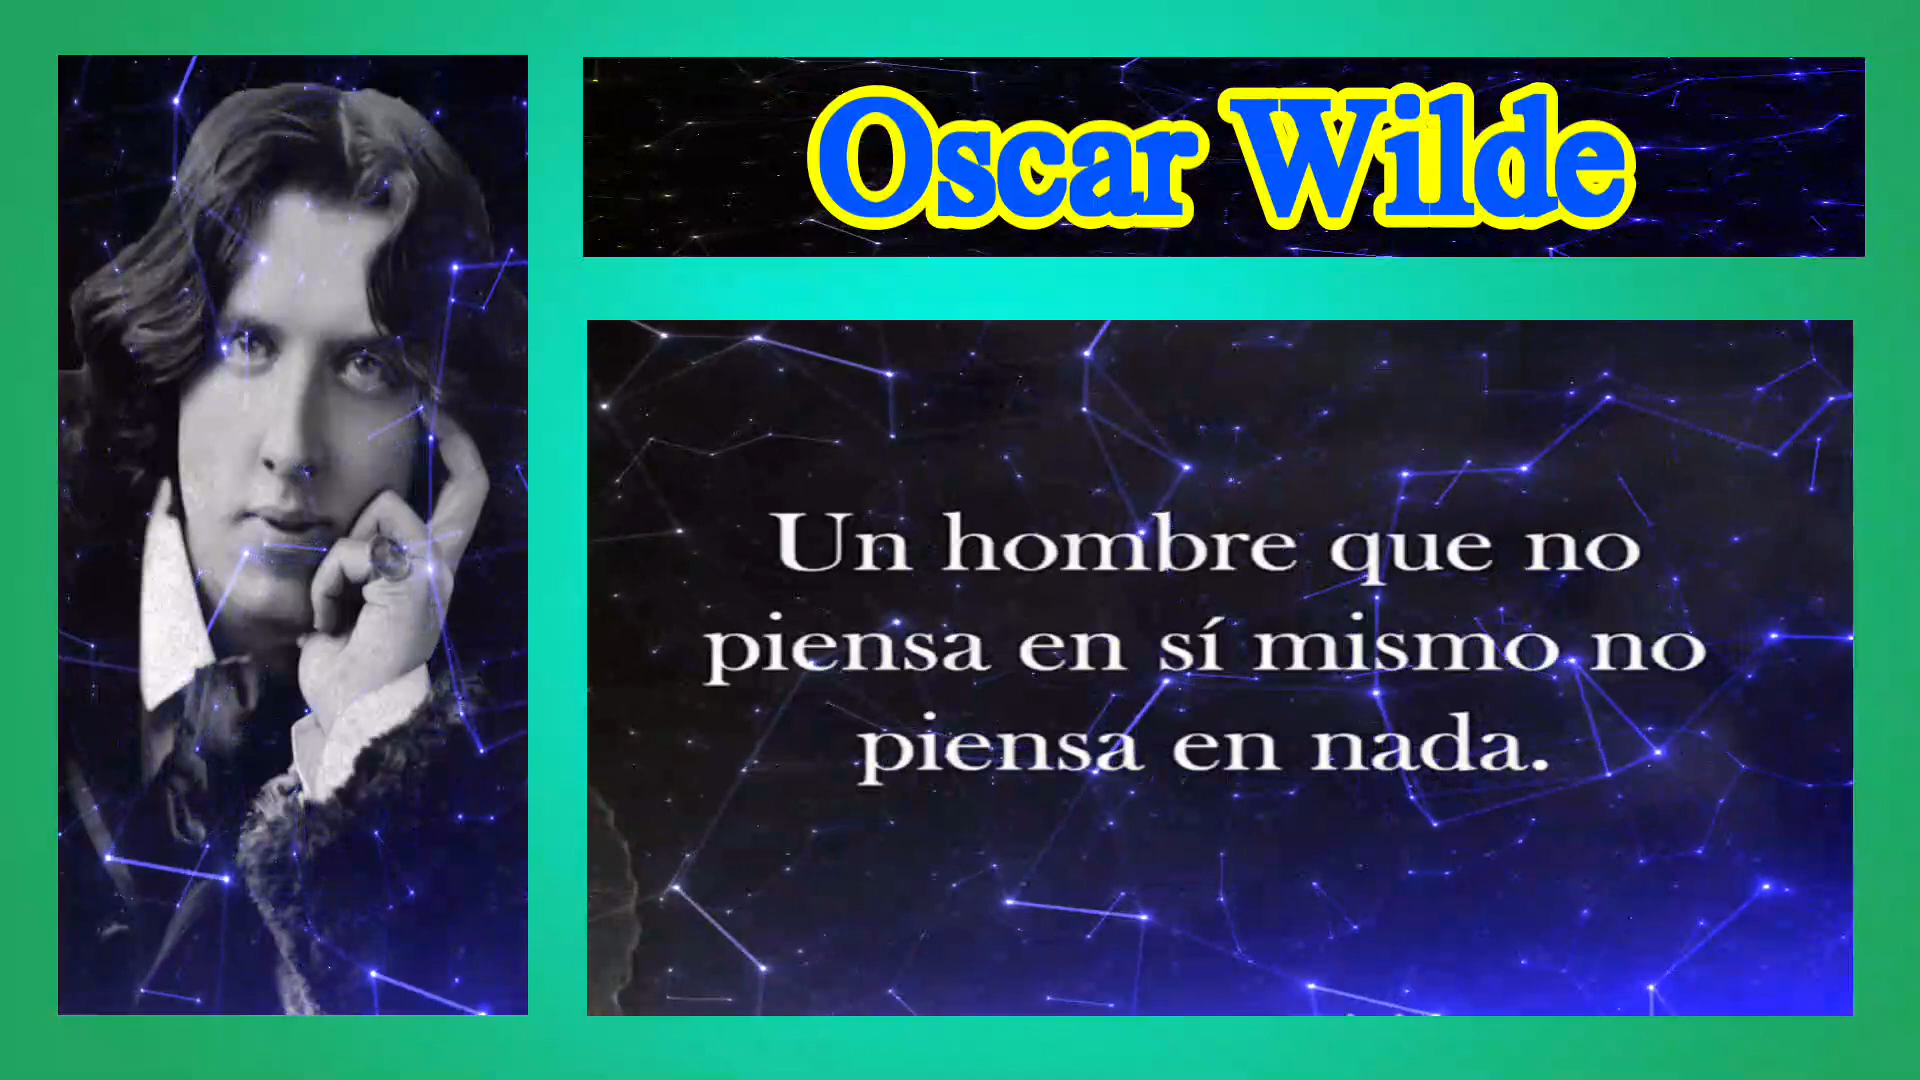 Oscar Wilde
Un hombre que no
piensa en sí mismo no
piensa en nada.